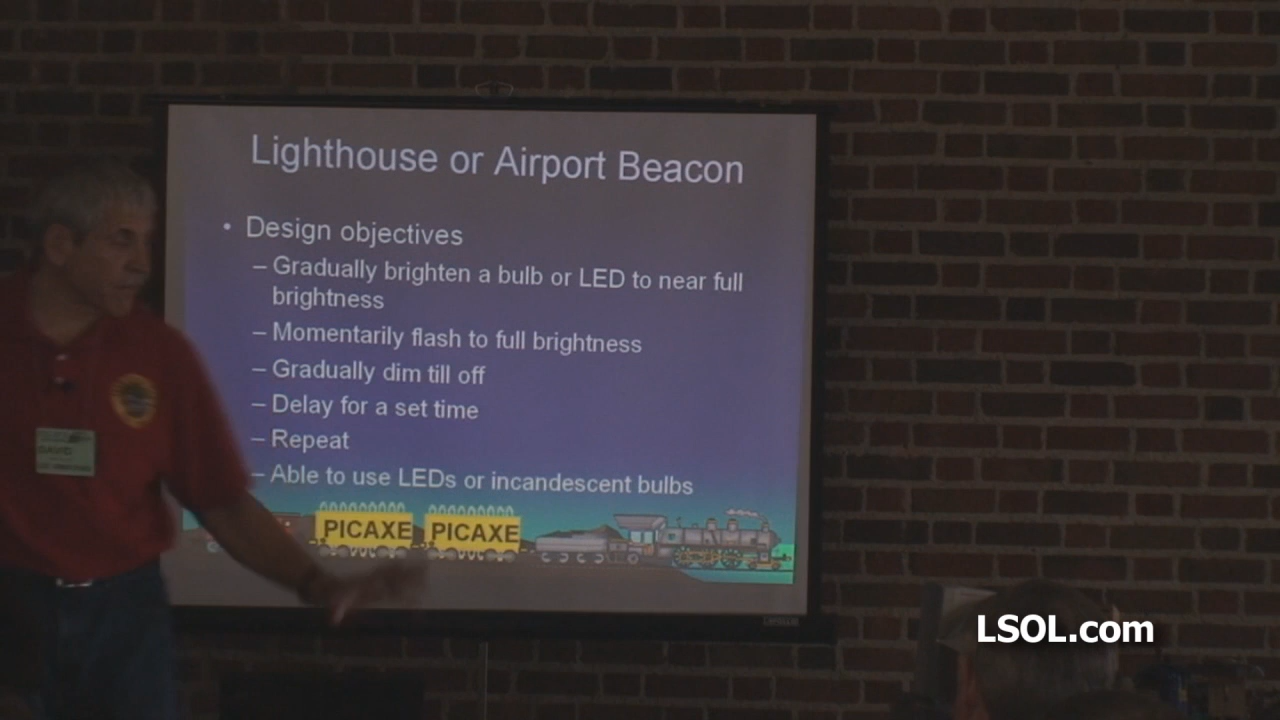 Lighthouse or Airport Beacon
• Design objectives
– Gradually brighten a bulb or LED to near full
brightness
– Momentarily flash to full brightness
– Gradually dim till off
– Delay for a set time
– Repeat
– Able to use LEDs or incandescent bulbs
PICAXE PICAXE
DAVID
LSOL.com